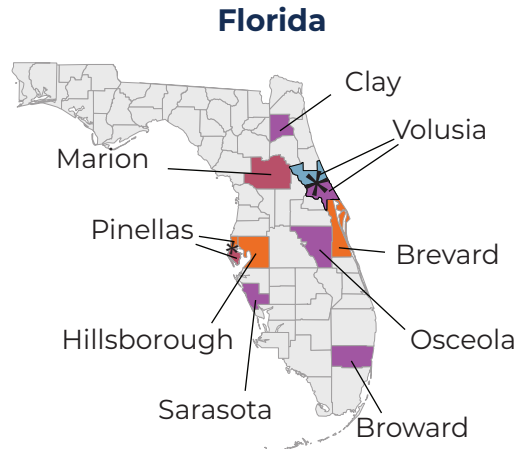 Florida
Clay
Volusia
Marion
*
Pinellas
*
Brevard
Hillsborough
Osceola
Sarasota
Broward